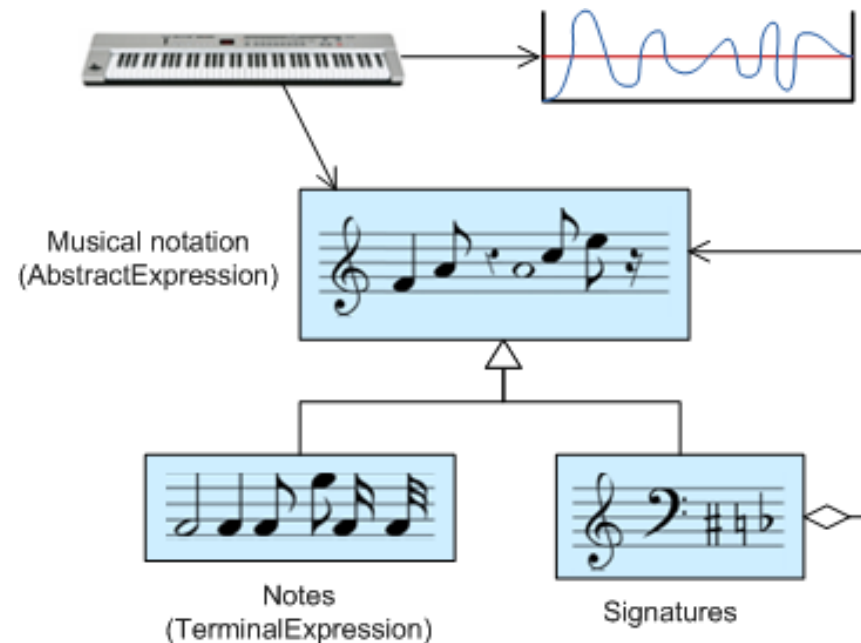 Musical notation
(AbstractExpression)
Notes
(TerminalExpression)
Signatures